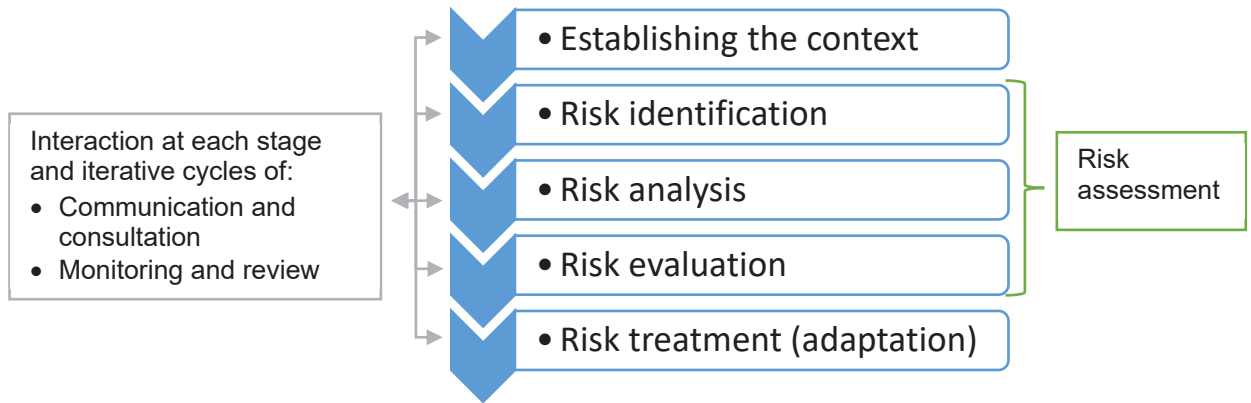 Interaction at each stage
and iterative cycles of:
• Communication and
consultation
• Monitoring and review
• Establishing the context
• Risk identification
• Risk analysis
• Risk evaluation
• Risk treatment (adaptation)
Risk
assessment